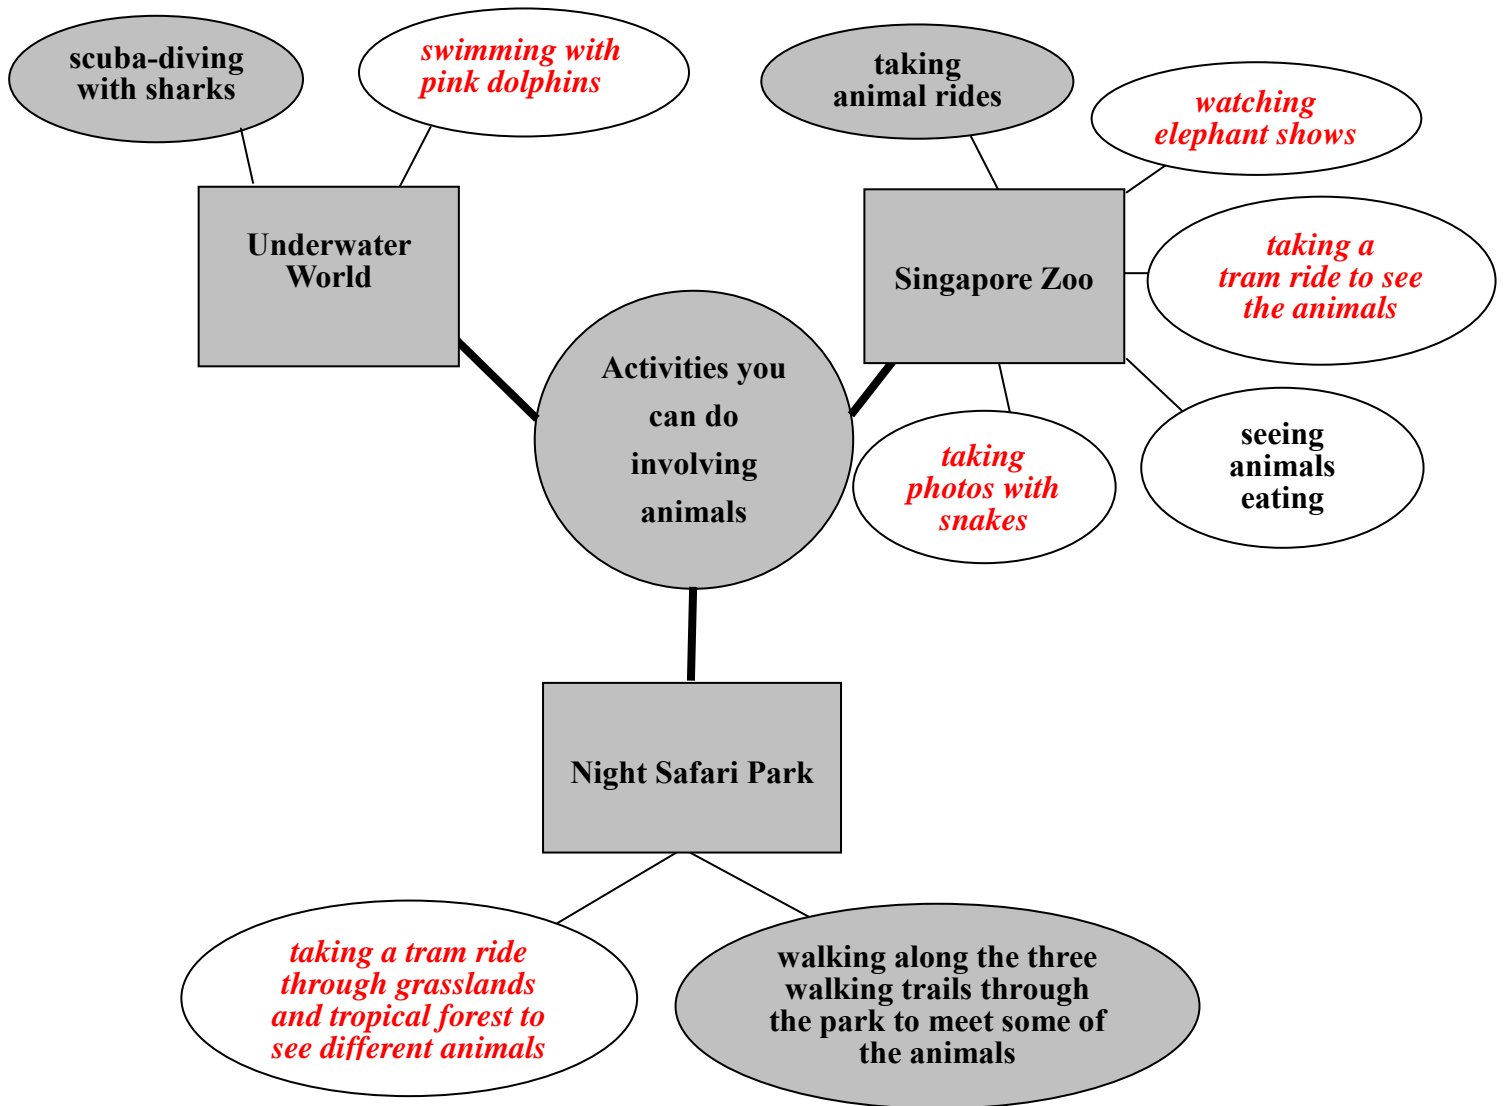 scuba-diving
with sharks
swimming with
pink dolphins
taking
animal rides
watching
elephant shows
Underwater
World
Singapore Zoo
taking a
tram ride to see
the animals
Activities you
can do
involving
animals
taking
photos with
snakes
seeing
animals
eating
Night Safari Park
taking a tram ride
through grasslands
and tropical forest to
see different animals
walking along the three
walking trails through
the park to meet some of
the animals